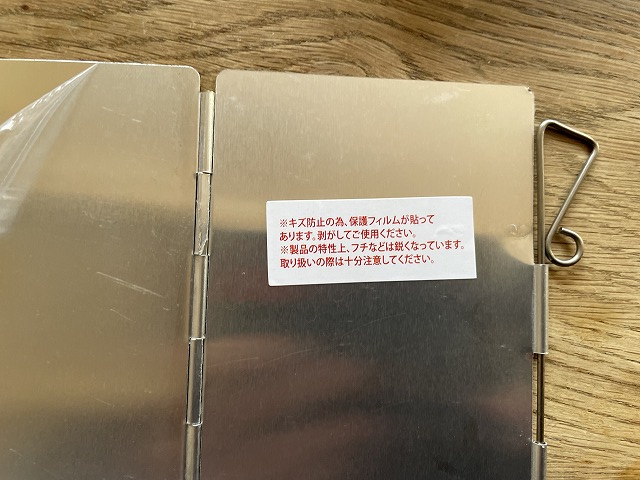 ※キズ防止の為、保護フィルムが貼って
あります。剥がしてご使用ください。
※製品の特性上、フチなどは鋭くなっています。
取り扱いの際は十分注意してください。